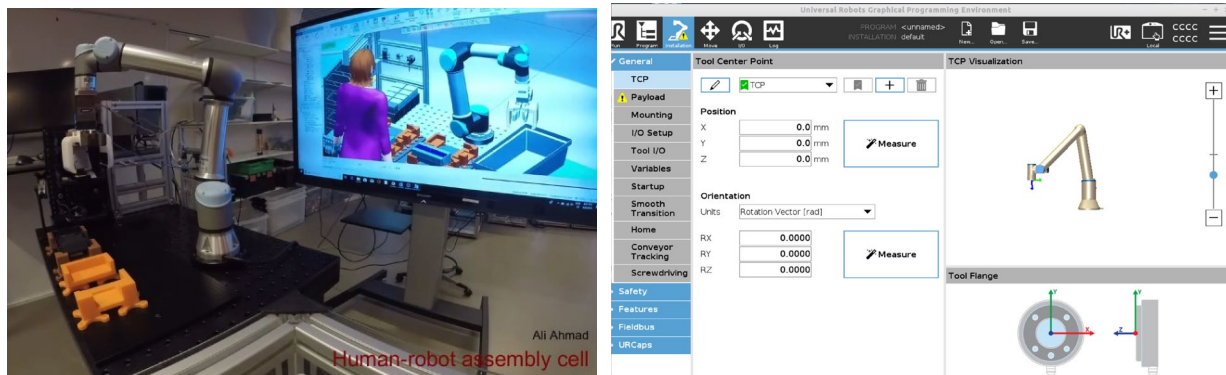 Ali Ahmad
Human-robot assembly cell
Universal Robots Graphical Programming Environment
Run
Program
Installation
Move
I/O
Log
PROGRAM <unnamed>
INSTALLATION default
New...
Open...
Save...
UR+
Local
CCCC
CCCC
General
TCP
Payload
Mounting
I/O Setup
Tool I/O
Variables
Startup
Smooth
Transition
Home
Conveyor
Tracking
Screwdriving
Safety
Features
Fieldbus
URCaps
Tool Center Point
TCP
Position
X 0.0 mm
Y 0.0 mm
Z 0.0 mm
Measure
Orientation
Units Rotation Vector [rad]
RX 0.0000
RY 0.0000
RZ 0.0000
Measure
TCP Visualization
Tool Flange
Y
X
Y
Z